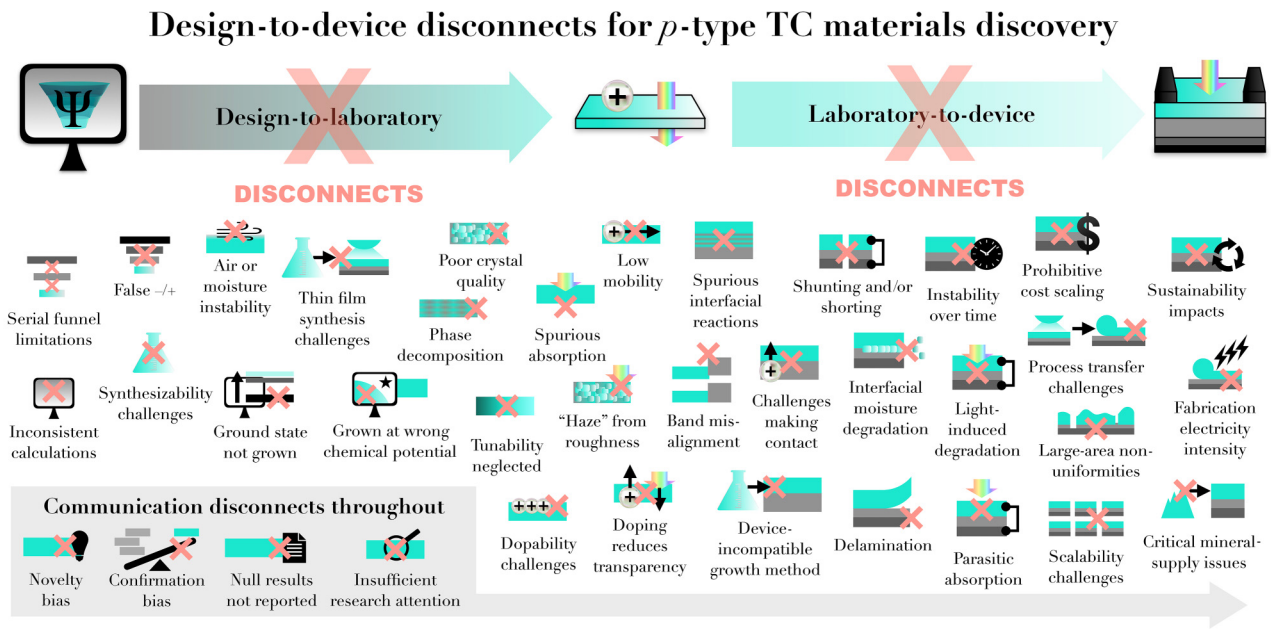 Design-to-device disconnects for p-type TC materials discovery
Ψ
Design-to-laboratory
+
Laboratory-to-device
DISCONNECTS
DISCONNECTS
Serial funnel
limitations
False –/+
Air or
moisture
instability
Thin film
synthesis
challenges
Poor crystal
quality
Phase
decomposition
Spurious
absorption
+
Low
mobility
Spurious
interfacial
reactions
Shunting and/or
shorting
Instability
over time
$
Prohibitive
cost scaling
Sustainability
impacts
Inconsistent
calculations
Synthesizability
challenges
Ground state
not grown
Grown at wrong
chemical potential
Tunability
neglected
“Haze” from
roughness
Band mis-
alignment
+
Challenges
making
contact
Interfacial
moisture
degradation
Light-
induced
degradation
Process transfer
challenges
Large-area non-
uniformities
Fabrication
electricity
intensity
+++
Dopability
challenges
+
Doping
reduces
transparency
Device-
incompatible
growth method
Delamination
Parasitic
absorption
Scalability
challenges
Critical mineral-
supply issues
Communication disconnects throughout
Novelty
bias
Confirmation
bias
Null results
not reported
Insufficient
research attention